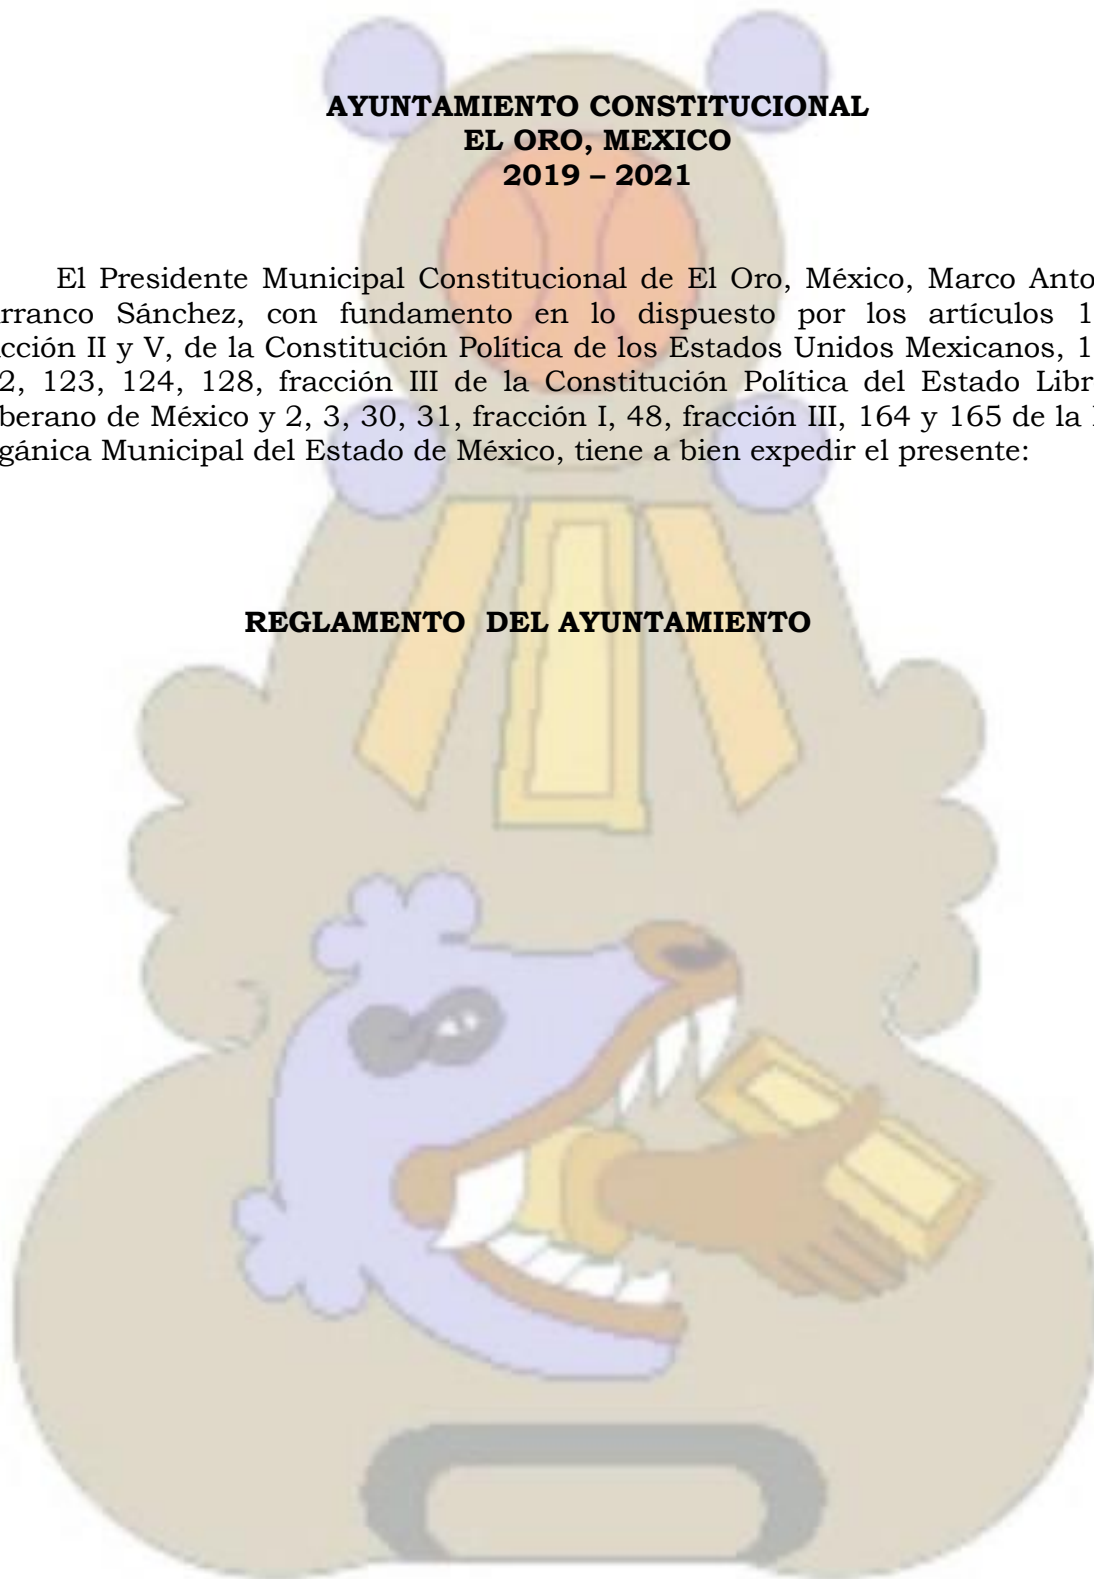 AYUNTAMIENTO CONSTITUCIONAL
EL ORO, MEXICO
2019 – 2021
El Presidente Municipal Constitucional de El Oro, México, Marco Anto
rranco Sánchez, con fundamento en lo dispuesto por los artículos 1
cción II y V, de la Constitución Política de los Estados Unidos Mexicanos, 1
2, 123, 124, 128, fracción III de la Constitución Política del Estado Libr
berano de México y 2, 3, 30, 31, fracción I, 48, fracción III, 164 y 165 de la
gánica Municipal del Estado de México, tiene a bien expedir el presente:
REGLAMENTO DEL AYUNTAMIENTO